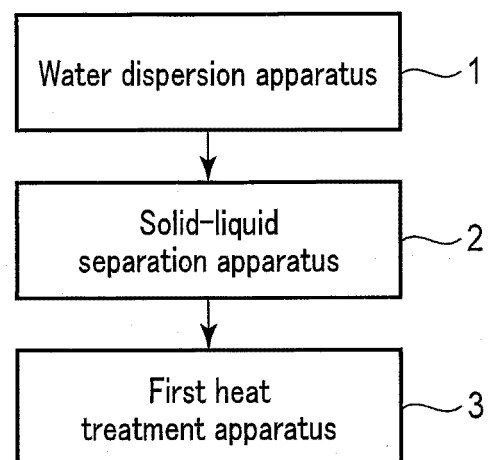 Water dispersion apparatus
1
Solid-liquid
separation apparatus
2
First heat
treatment apparatus
3